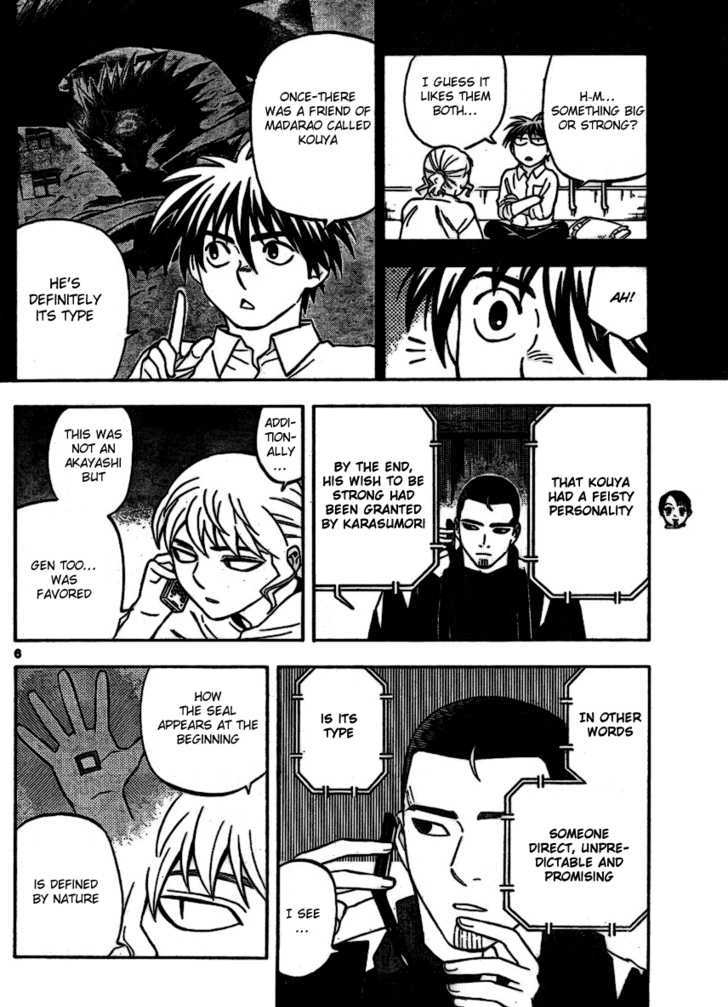 H-M...
SOMETHING BIG
OR STRONG?
I GUESS IT
LIKES THEM
BOTH...
AH!
ONCE-THERE
WAS A FRIEND OF
MADARAO CALLED
KOUYA
HE'S
DEFINITELY
ITS TYPE
THAT KOUYA
HAD A FEISTY
PERSONALITY
BY THE END,
HIS WISH TO BE
STRONG HAD
BEEN GRANTED
BY KARASUMORI
ADDI-
TION-
ALLY
...
THIS WAS
NOT AN
AKAYASHI
BUT
GEN TOO...
WAS
FAVORED
6
IN OTHER
WORDS
SOMEONE
DIRECT, UNPRE-
DICTABLE AND
PROMISING
IS ITS
TYPE
I SEE
...
HOW
THE SEAL
APPEARS AT THE
BEGINNING
IS DEFINED
BY NATURE